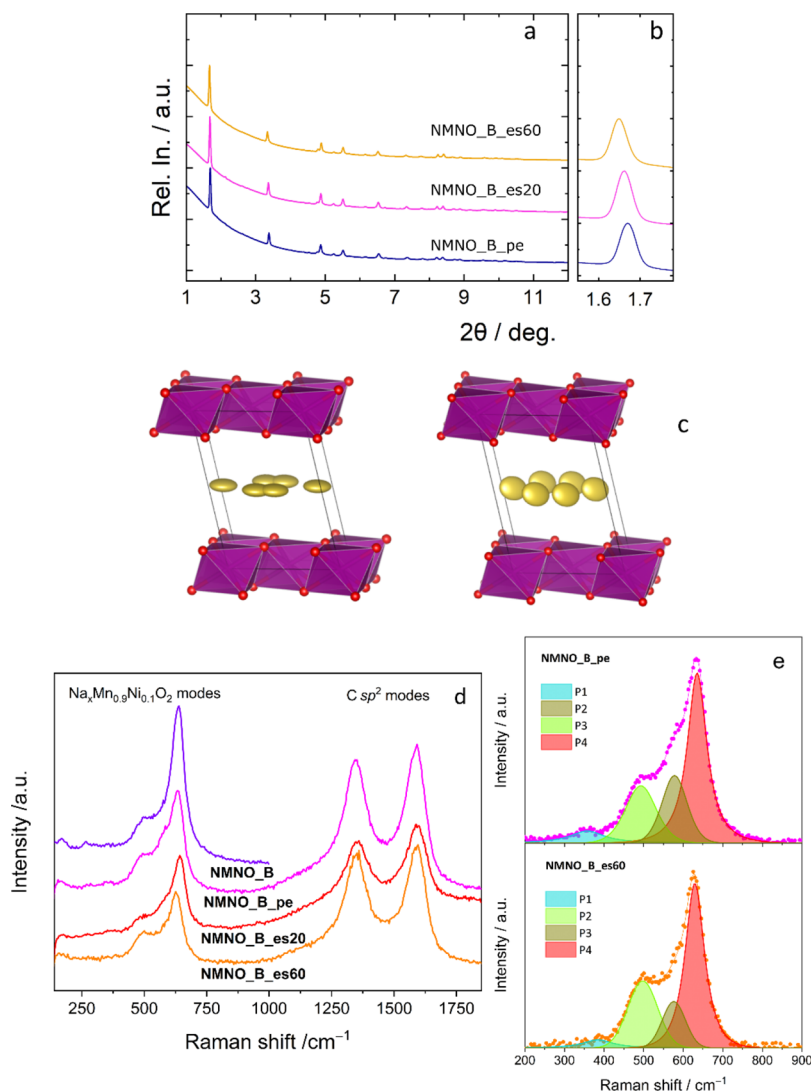 a
b
Rel. In. / a.u.
NMNO_B_es60
NMNO_B_es20
NMNO_B_pe
1 3 5 7 9 11
1.6 1.7
2θ / deg.
c
d
NaxMn0.9Ni0.1O2 modes
C sp2 modes
Intensity /a.u.
NMNO_B
NMNO_B_pe
NMNO_B_es20
NMNO_B_es60
250 500 750 1000 1250 1500 1750
Raman shift /cm−1
e
NMNO_B_pe
P1
P2
P3
P4
Intensity / a.u.
NMNO_B_es60
P1
P2
P3
P4
Intensity / a.u.
200 300 400 500 600 700 800 900
Raman shift / cm−1